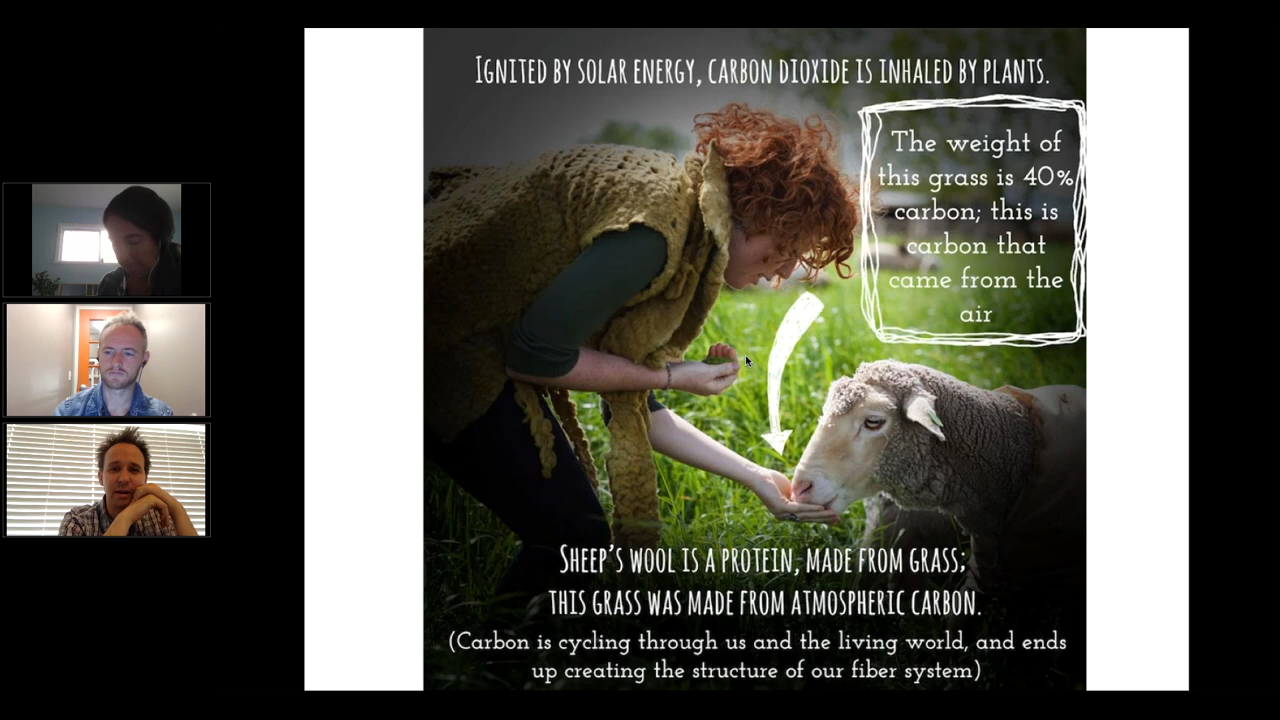 IGNITED BY SOLAR ENERGY, CARBON DIOXIDE IS INHALED BY PLANTS.
The weight of
this grass is 40%
carbon; this is
carbon that
came from the
air
SHEEP'S WOOL IS A PROTEIN, MADE FROM GRASS;
THIS GRASS WAS MADE FROM ATMOSPHERIC CARBON.
(Carbon is cycling through us and the living world, and ends
up creating the structure of our fiber system)